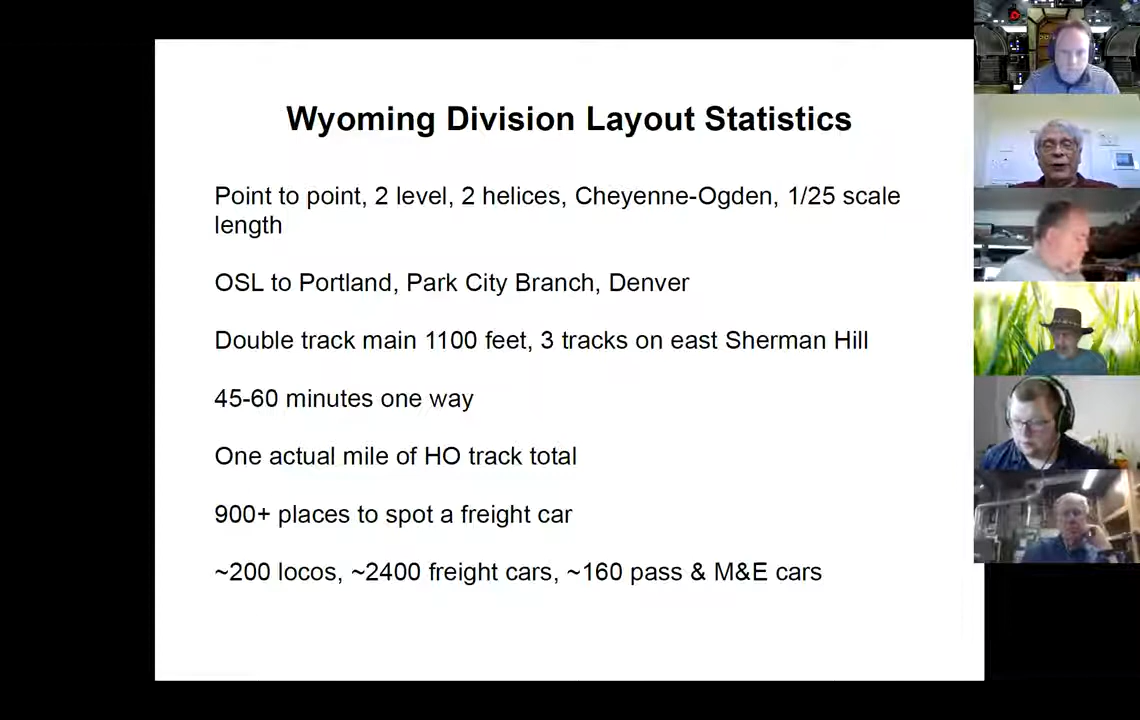 Wyoming Division Layout Statistics
Point to point, 2 level, 2 helices, Cheyenne-Ogden, 1/25 scale
length
OSL to Portland, Park City Branch, Denver
Double track main 1100 feet, 3 tracks on east Sherman Hill
45-60 minutes one way
One actual mile of HO track total
900+ places to spot a freight car
~200 locos, ~2400 freight cars, ~160 pass & M&E cars